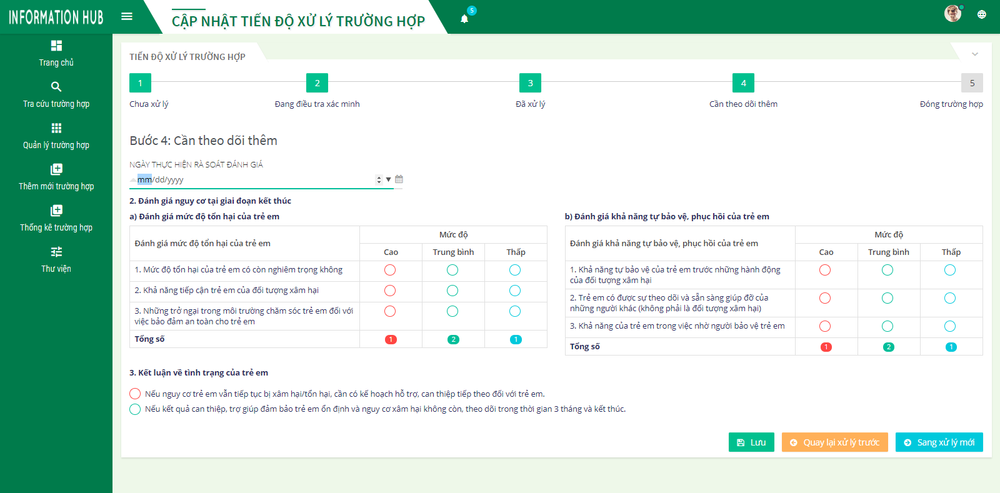 INFORMATION HUB
CẬP NHẬT TIẾN ĐỘ XỬ LÝ TRƯỜNG HỢP
5
Trang chủ
Tra cứu trường hợp
Quản lý trường hợp
Thêm mới trường hợp
Thống kê trường hợp
Thư viện
TIẾN ĐỘ XỬ LÝ TRƯỜNG HỢP
1 2 3 4 5
Chưa xử lý Đang điều tra xác minh Đã xử lý Cần theo dõi thêm Đóng trường hợp
Bước 4: Cần theo dõi thêm
NGÀY THỰC HIỆN RÀ SOÁT ĐÁNH GIÁ
mm/dd/yyyy
2. Đánh giá nguy cơ tại giai đoạn kết thúc
a) Đánh giá mức độ tổn hại của trẻ em
Đánh giá mức độ tổn hại của trẻ em
Mức độ
Cao Trung bình Thấp
1. Mức độ tổn hại của trẻ em có còn nghiêm trọng không
2. Khả năng tiếp cận trẻ em của đối tượng xâm hại
3. Những trở ngại trong môi trường chăm sóc trẻ em đối với
việc bảo đảm an toàn cho trẻ em
Tổng số 1 2 1
b) Đánh giá khả năng tự bảo vệ, phục hồi của trẻ em
Đánh giá khả năng tự bảo vệ, phục hồi của trẻ em
Mức độ
Cao Trung bình Thấp
1. Khả năng tự bảo vệ của trẻ em trước những hành động
của đối tượng xâm hại
2. Trẻ em có được sự theo dõi và sẵn sàng giúp đỡ của
những người khác (không phải là đối tượng xâm hại)
3. Khả năng của trẻ em trong việc nhờ người bảo vệ trẻ em
Tổng số 1 2 1
3. Kết luận về tình trạng của trẻ em
Nếu nguy cơ trẻ em vẫn tiếp tục bị xâm hại/tổn hại, cần có kế hoạch hỗ trợ, can thiệp tiếp theo đối với trẻ em.
Nếu kết quả can thiệp, trợ giúp đảm bảo trẻ em ổn định và nguy cơ xâm hại không còn, theo dõi trong thời gian 3 tháng và kết thúc.
Lưu Quay lại xử lý trước Sang xử lý mới